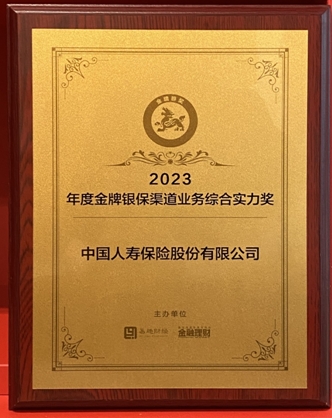 2023
年度金牌银保渠道业务综合实力奖
中国人寿保险股份有限公司
主办单位
金融理财